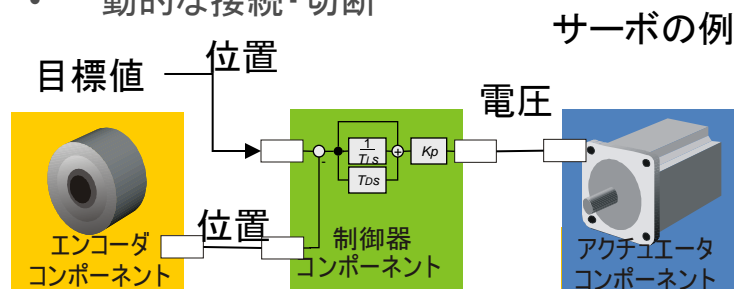 • 動的な接続・切断
サーボの例
目標値
位置
電圧
1
TIs
TDs
+
Kp
-
位置
エンコーダ
コンポーネント
制御器
コンポーネント
アクチュエータ
コンポーネント